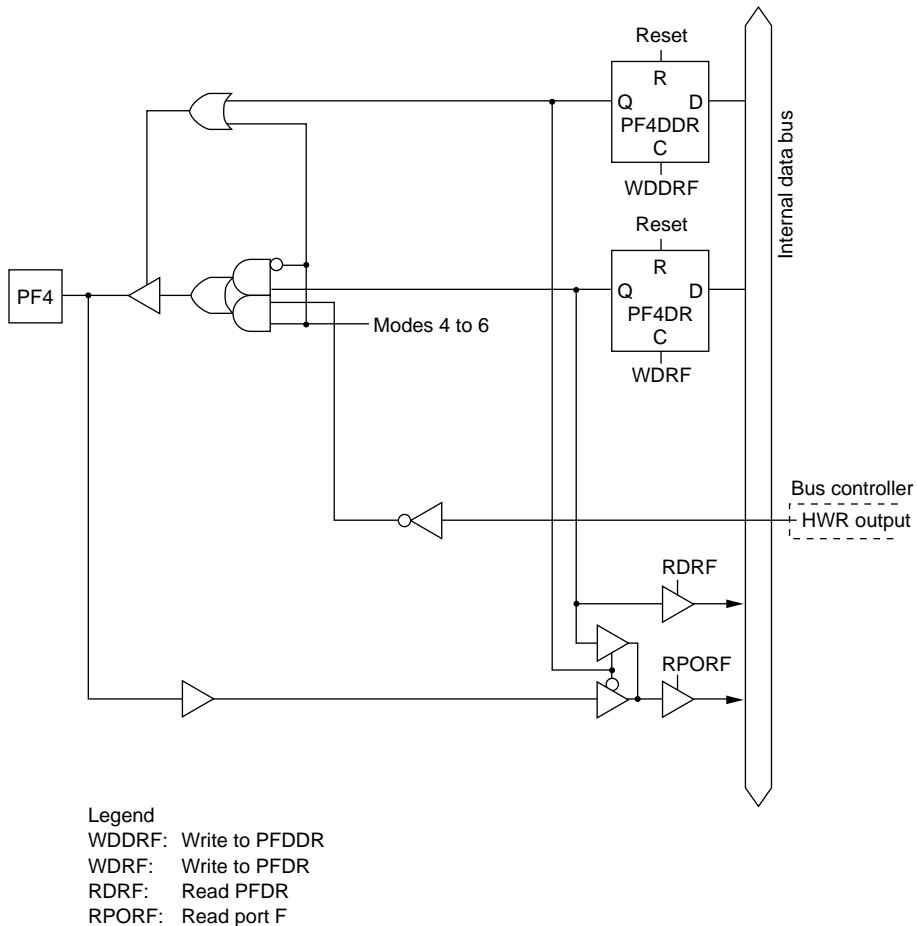 Reset
R
Q D
PF4DDR
C
WDDRF
Reset
R
Q D
PF4DR
C
WDRF
Internal data bus
PF4
Modes 4 to 6
Bus controller
HWR output
RDRF
RPORF
Legend
WDDRF: Write to PFDDR
WDRF: Write to PFDR
RDRF: Read PFDR
RPORF: Read port F